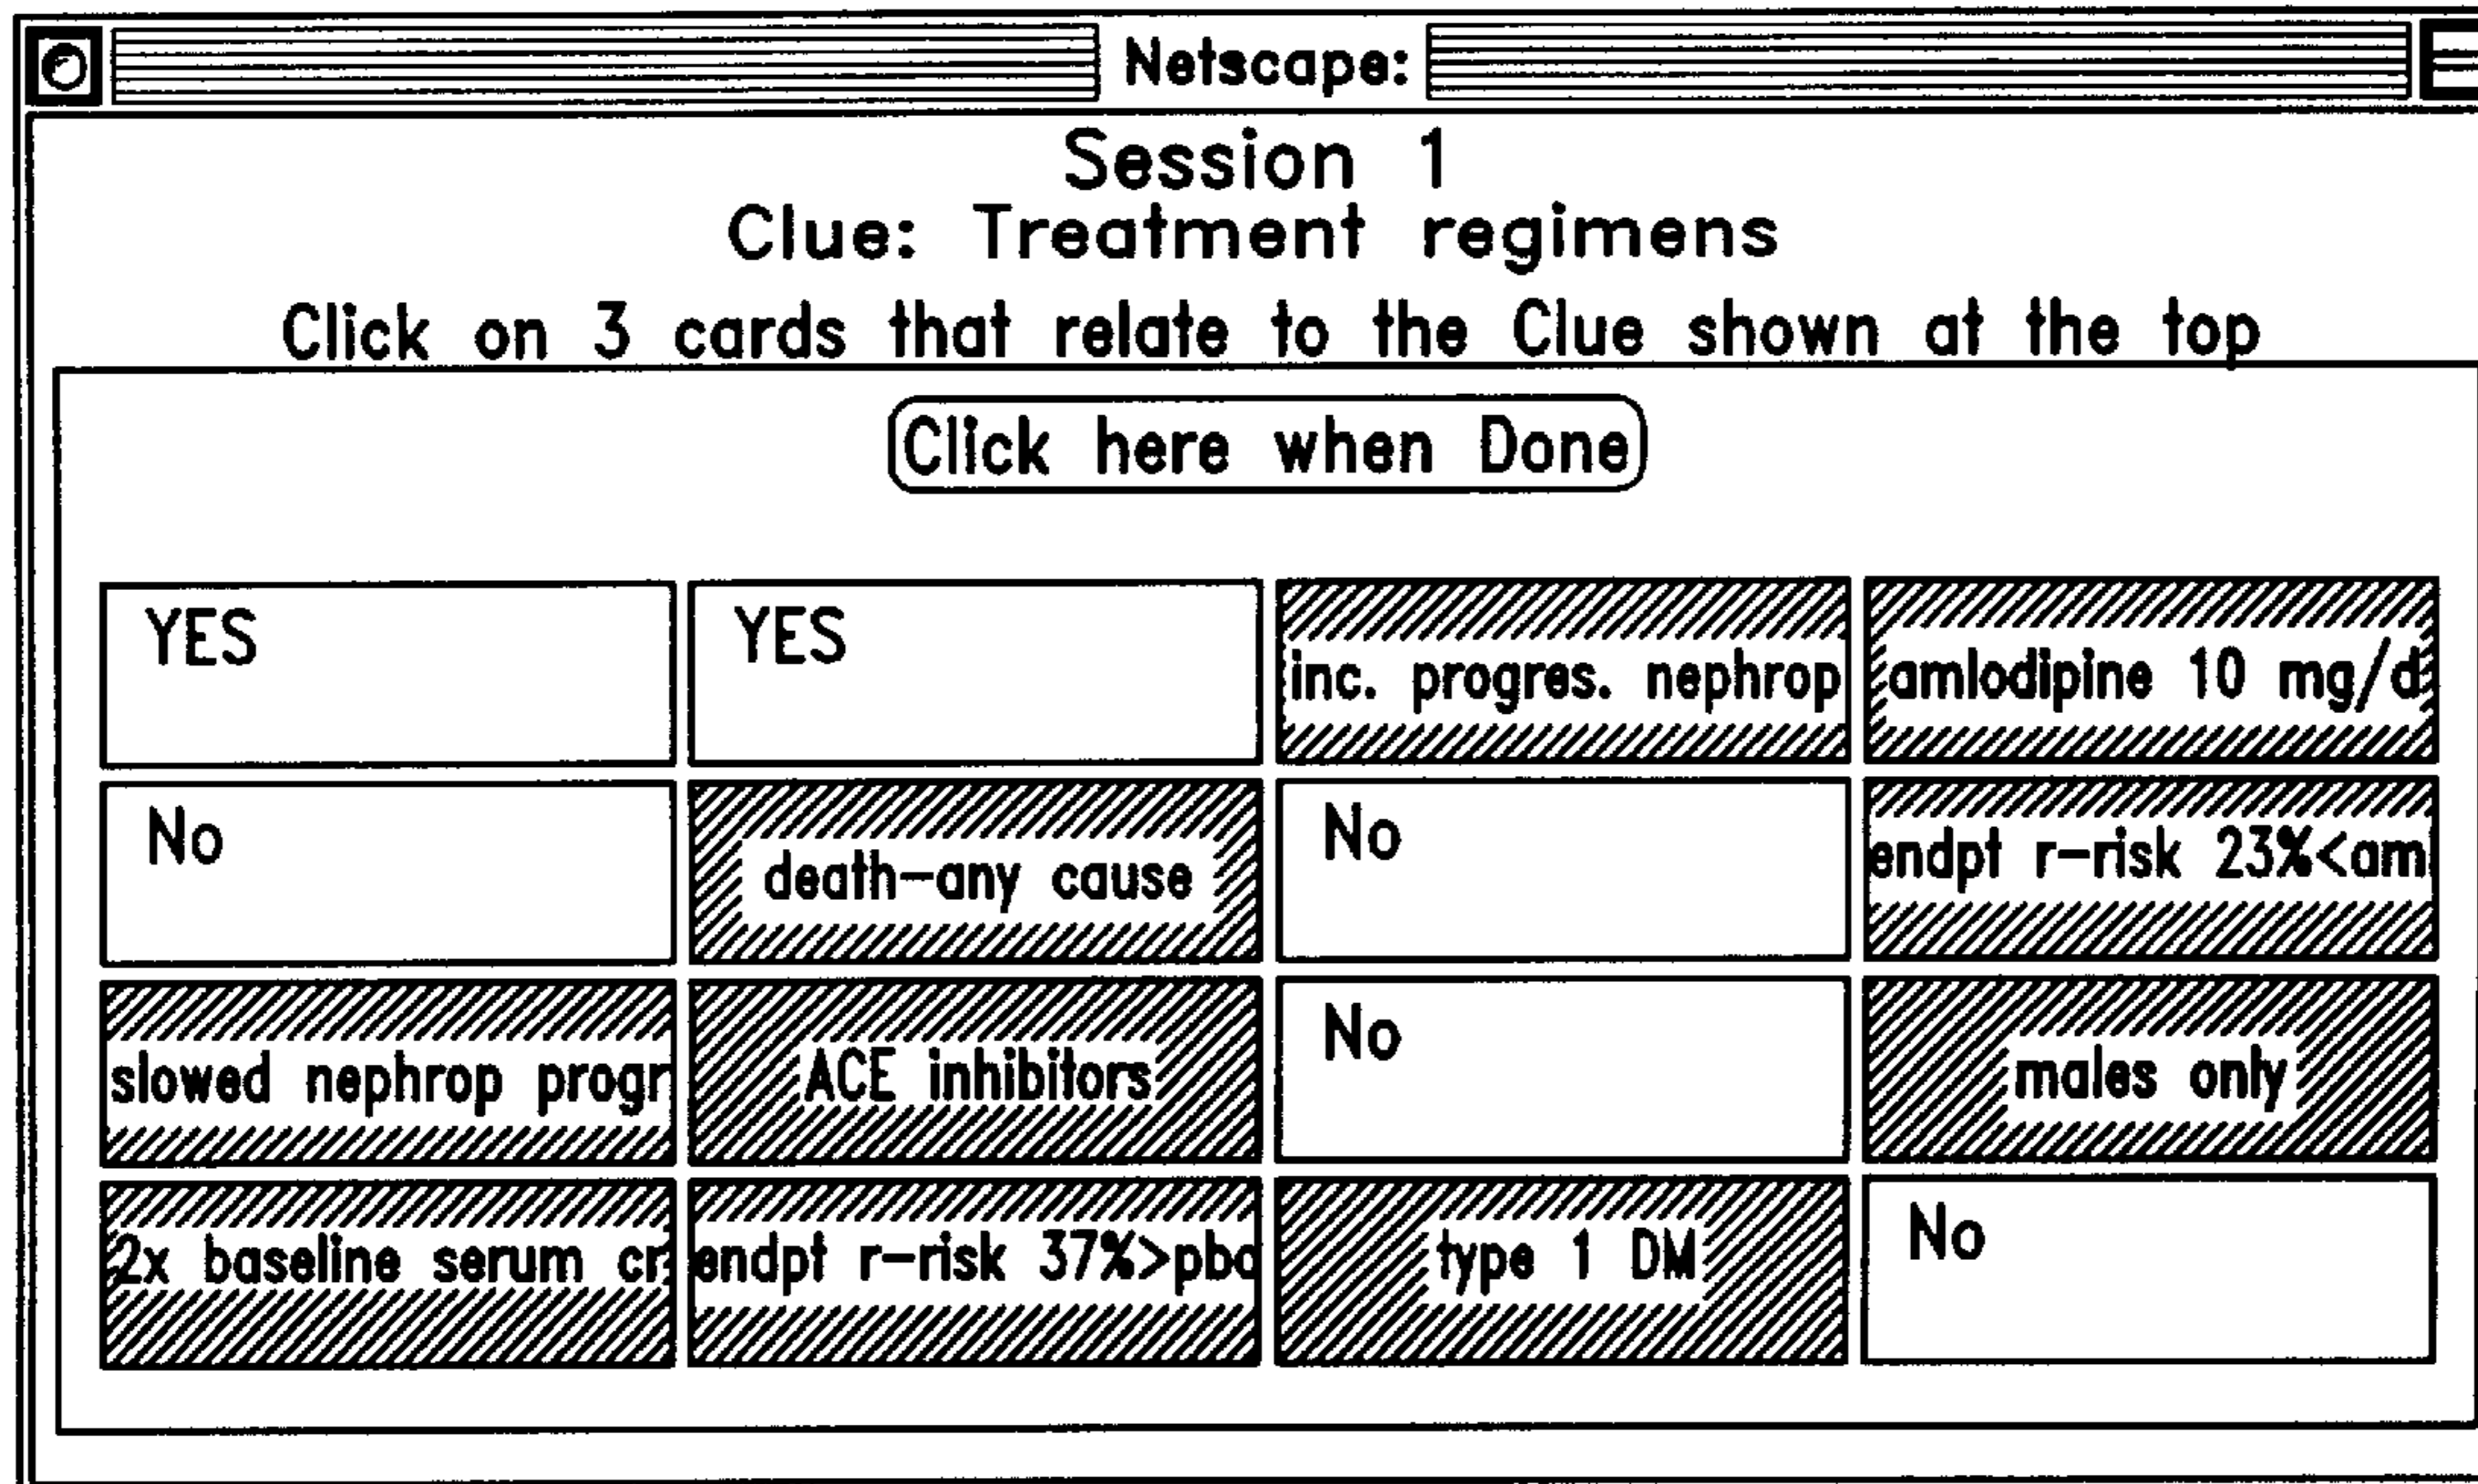 Netscape:
Session 1
Clue: Treatment regimens
Click on 3 cards that relate to the Clue shown at the top
Click here when Done
YES
YES
inc. progres. nephrop
amlodipine 10 mg/d
No
death-any cause
No
endpt r-risk 23%<am
slowed nephrop progr
ACE inhibitors
No
males only
2x baseline serum cr
endpt r-risk 37%>pbo
type 1 DM
No